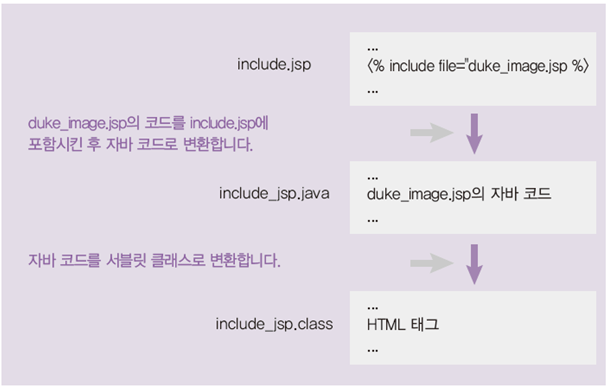 include.jsp
...
<% include file="duke_image.jsp %>
...
duke_image.jsp의 코드를 include.jsp에
포함시킨 후 자바 코드로 변환합니다.
include_jsp.java
...
duke_image.jsp의 자바 코드
...
자바 코드를 서블릿 클래스로 변환합니다.
include_jsp.class
...
HTML 태그
...